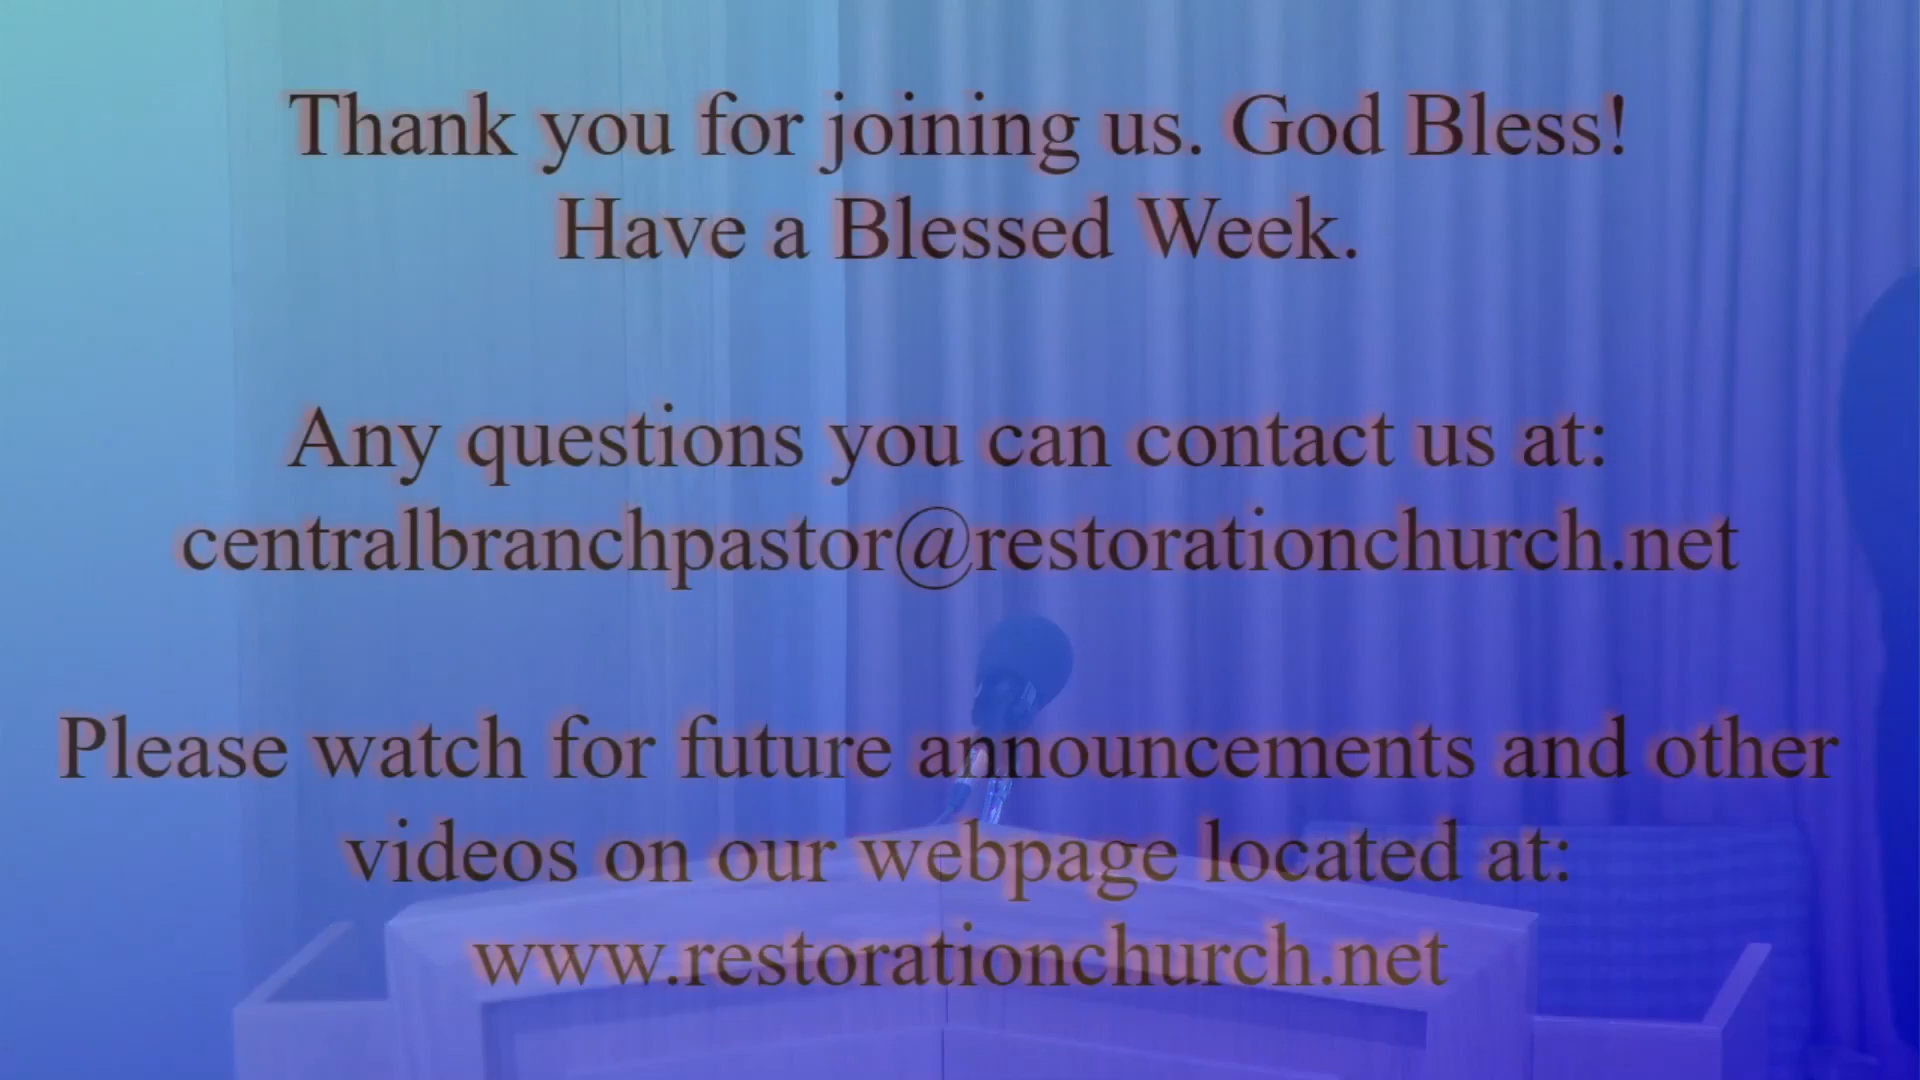 Thank you for joining us. God Bless!
Have a Blessed Week.
Any questions you can contact us at:
centralbranchpastor@restorationchurch.net
Please watch for future announcements and other
videos on our webpage located at:
www.restorationchurch.net